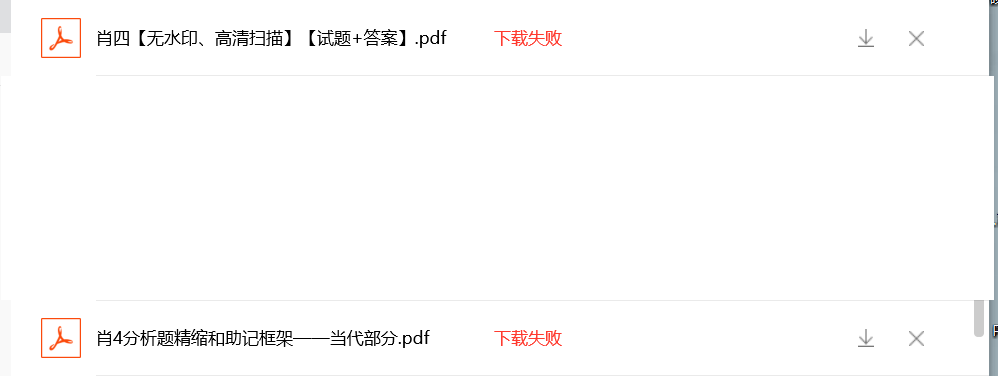 肖四【无水印、高清扫描】【试题+答案】.pdf 下载失败
肖4分析题精缩和助记框架——当代部分.pdf 下载失败